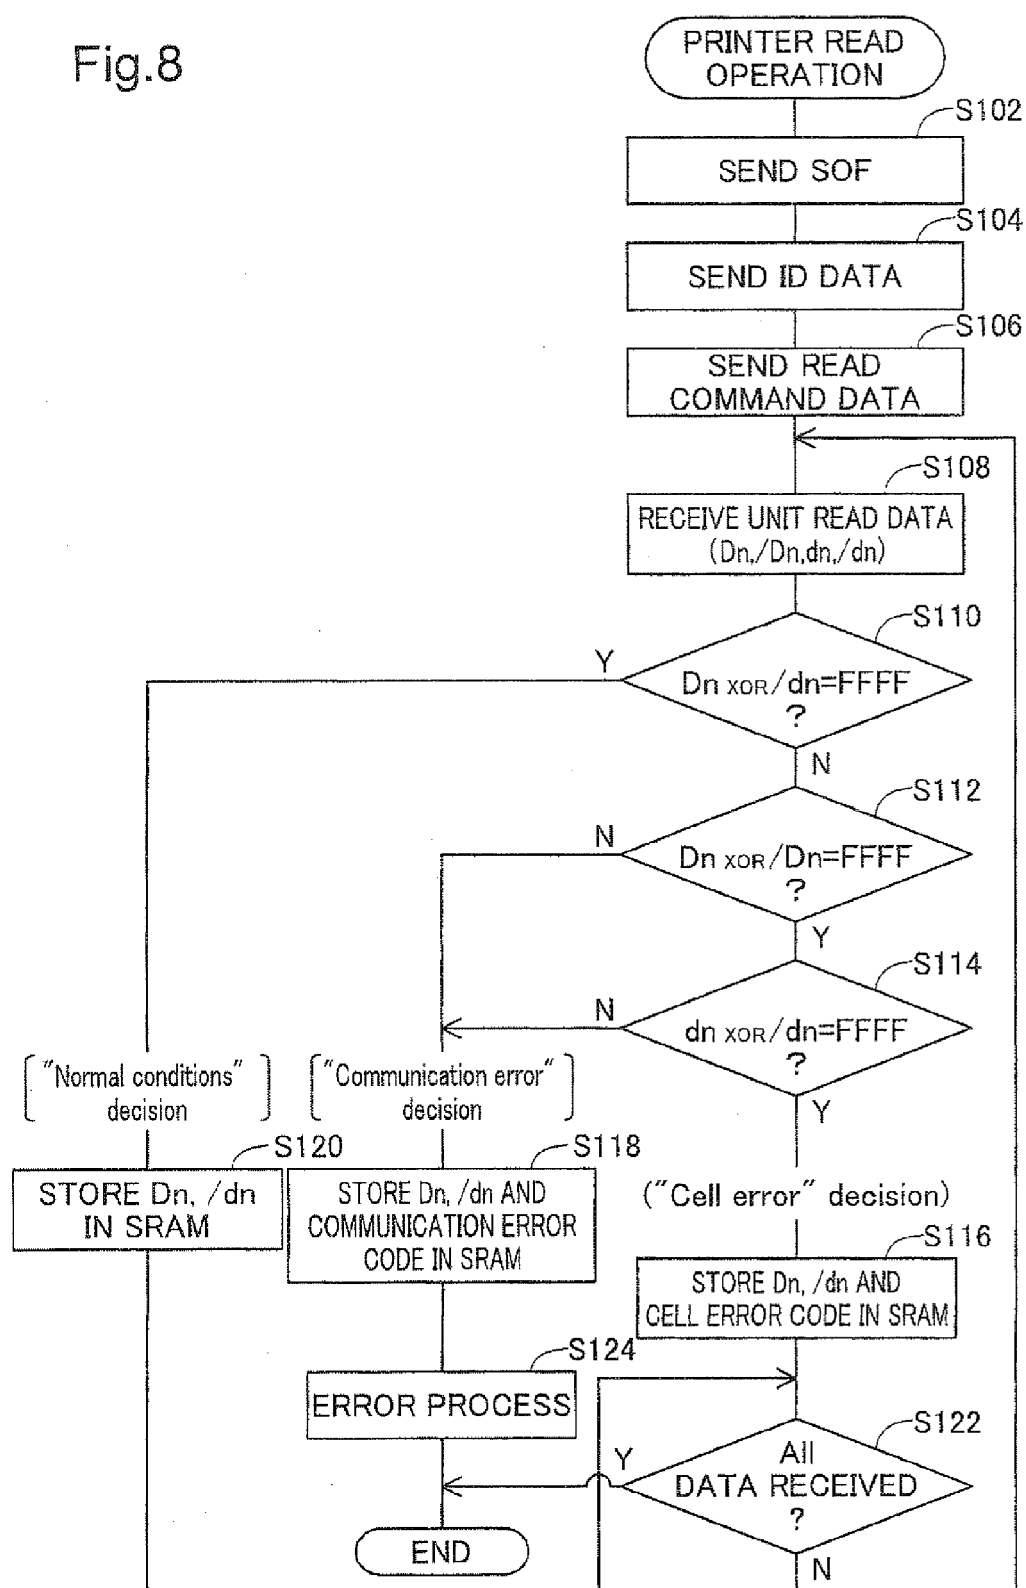 Fig.8
PRINTER READ
OPERATION
S102
SEND SOF
S104
SEND ID DATA
S106
SEND READ
COMMAND DATA
S108
RECEIVE UNIT READ DATA
(Dn,/Dn,dn,/dn)
S110
Y
Dn XOR/dn=FFFF
?
N
S112
N
Dn XOR/Dn=FFFF
?
Y
S114
N
dn XOR/dn=FFFF
?
Y
"Normal conditions"
decision
"Communication error"
decision
("Cell error" decision)
S120
STORE Dn, /dn
IN SRAM
S118
STORE Dn, /dn AND
COMMUNICATION ERROR
CODE IN SRAM
S116
STORE Dn, /dn AND
CELL ERROR CODE IN SRAM
S124
ERROR PROCESS
S122
Y
All
DATA RECEIVED
?
N
END